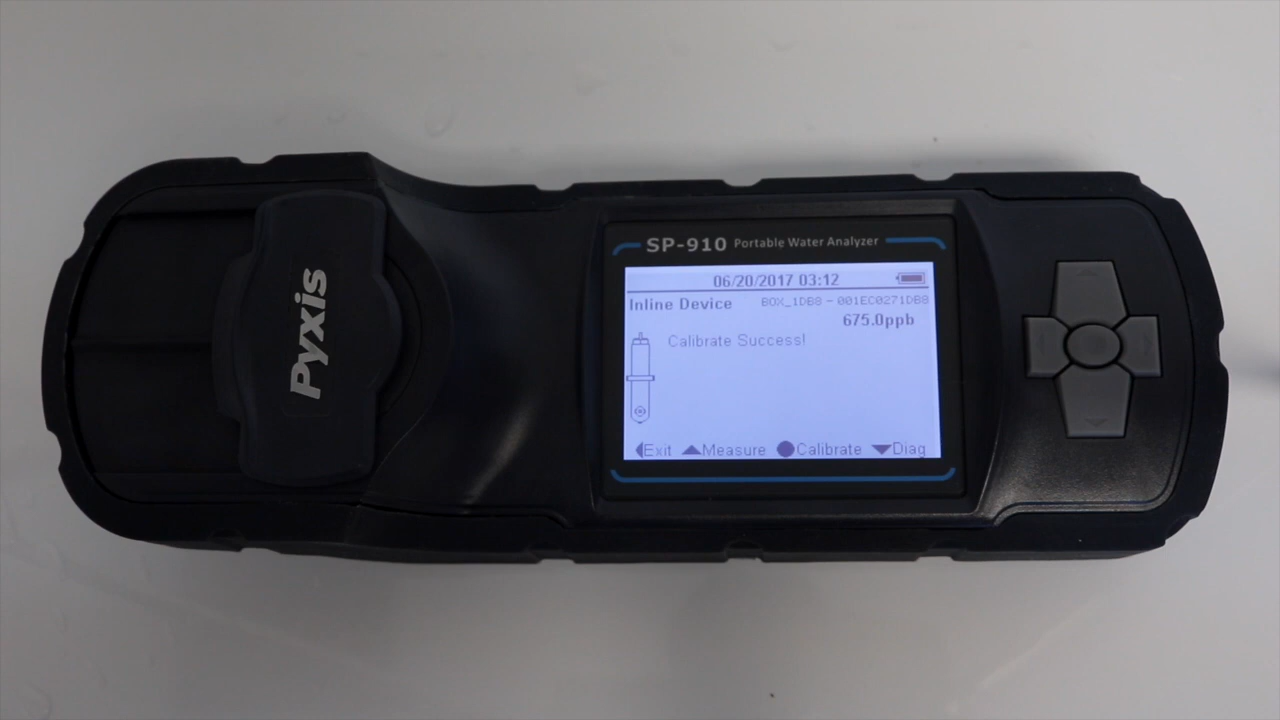 Pyxis
SP-910 Portable Water Analyzer
06/20/2017 03:12
Inline Device BOX_1DB8 - 001EC0271DB8
675.0ppb
Calibrate Success!
Exit Measure Calibrate Diag